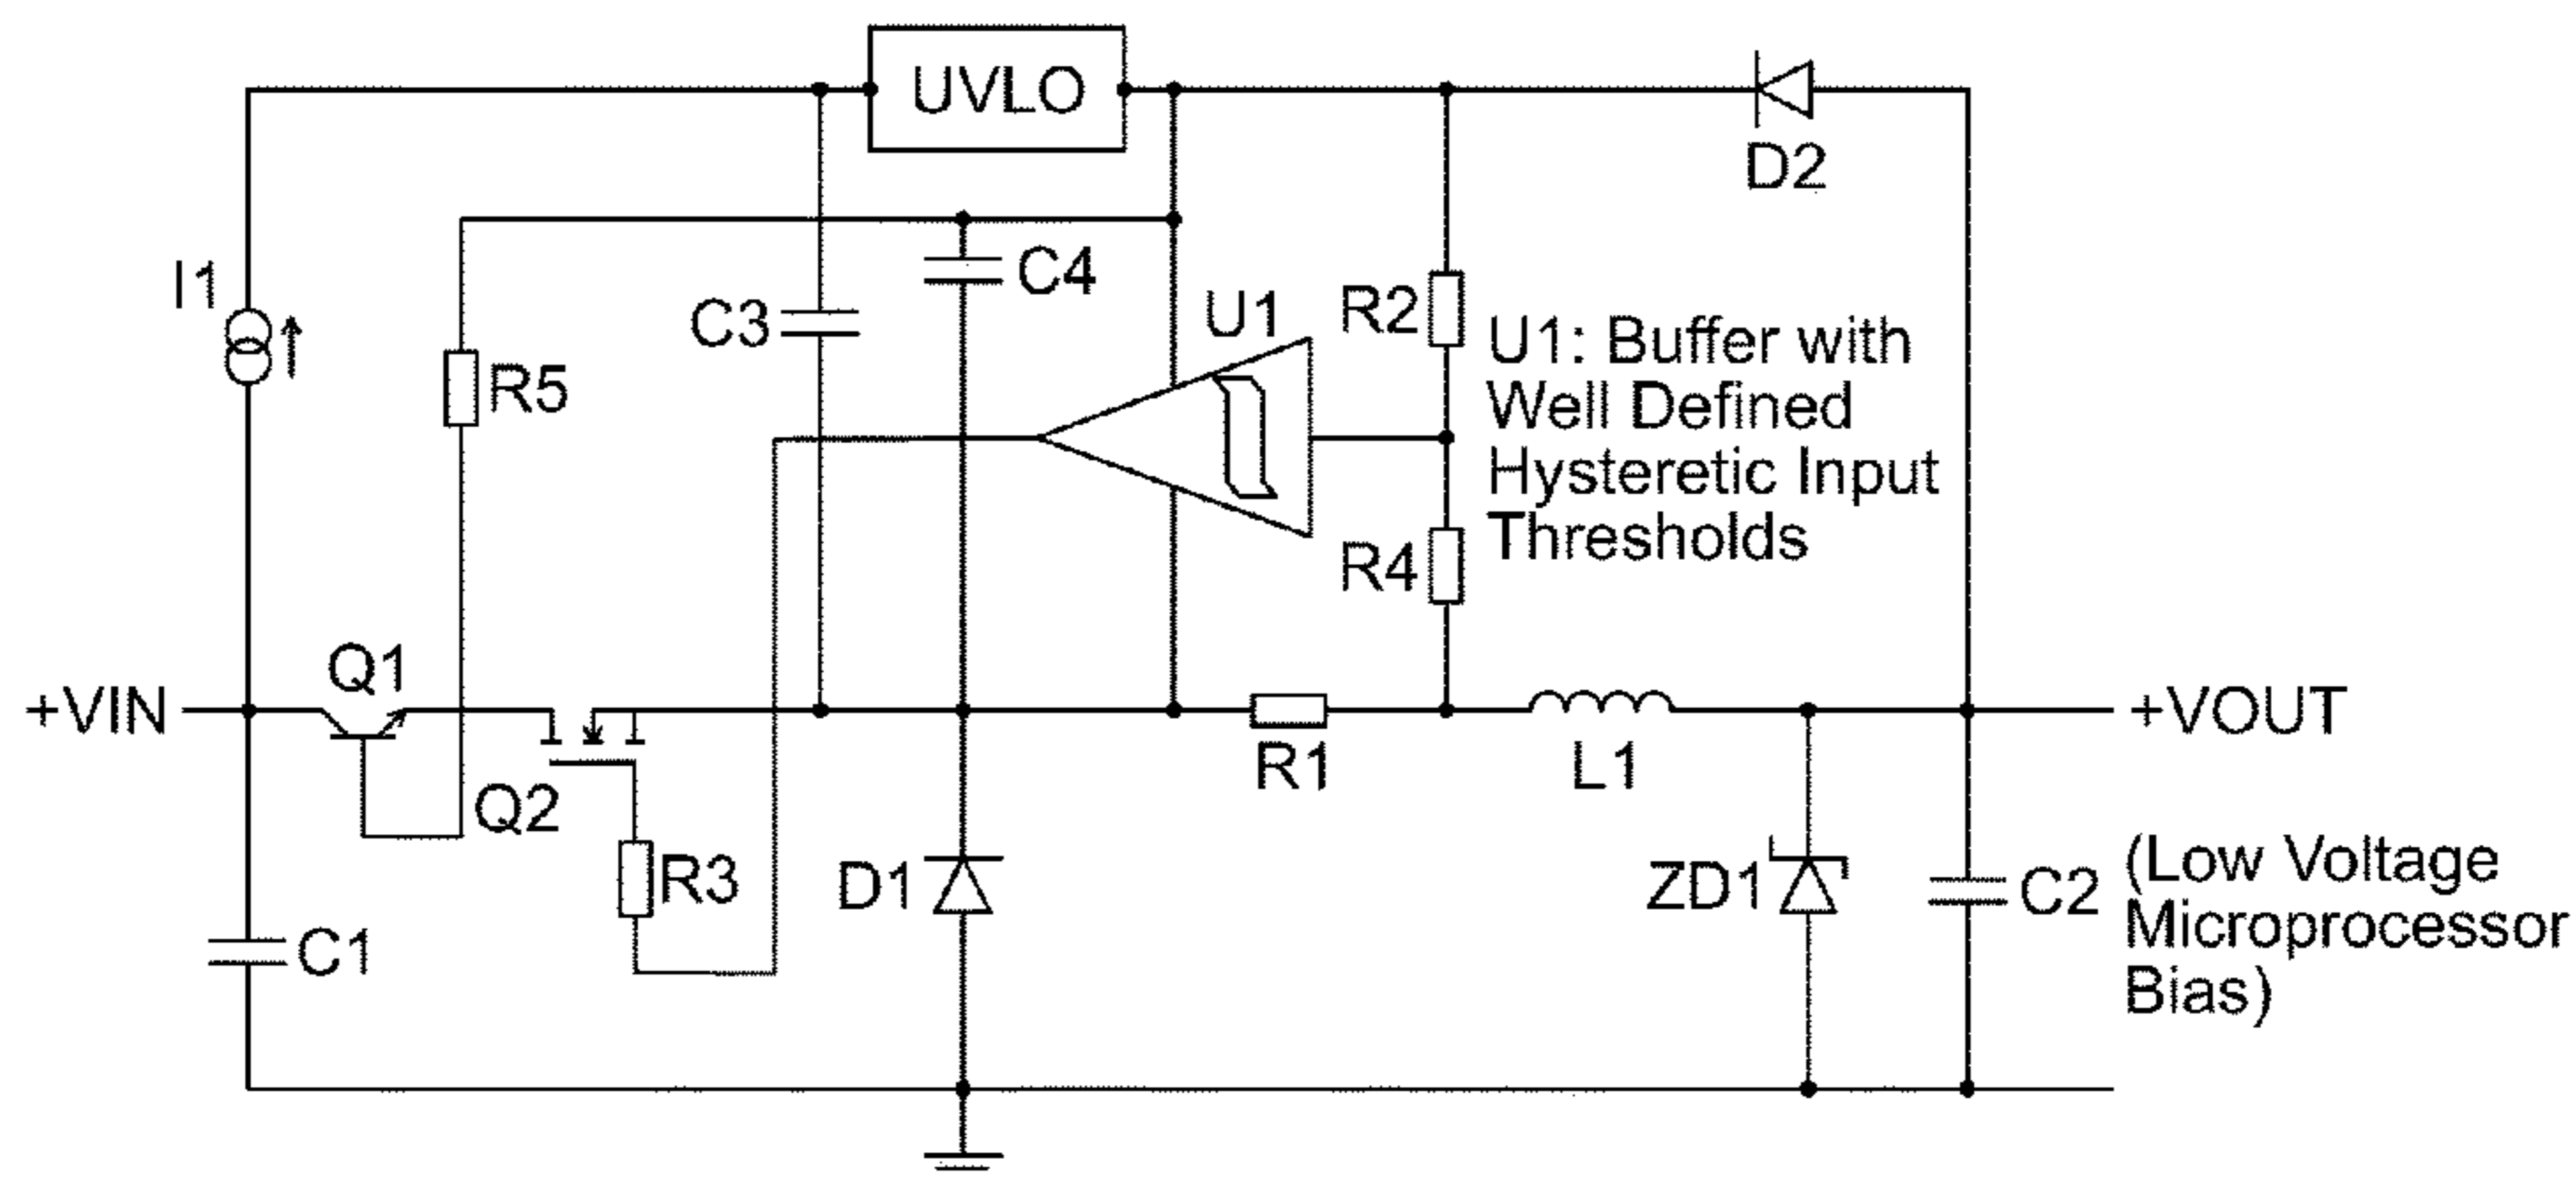 UVLO
D2
I1
C4
C3
U1
R2
R5
U1: Buffer with
Well Defined
Hysteretic Input
Thresholds
R4
Q1
+VIN
+VOUT
R1
L1
Q2
R3
D1
ZD1
C2
(Low Voltage
Microprocessor
Bias)
C1